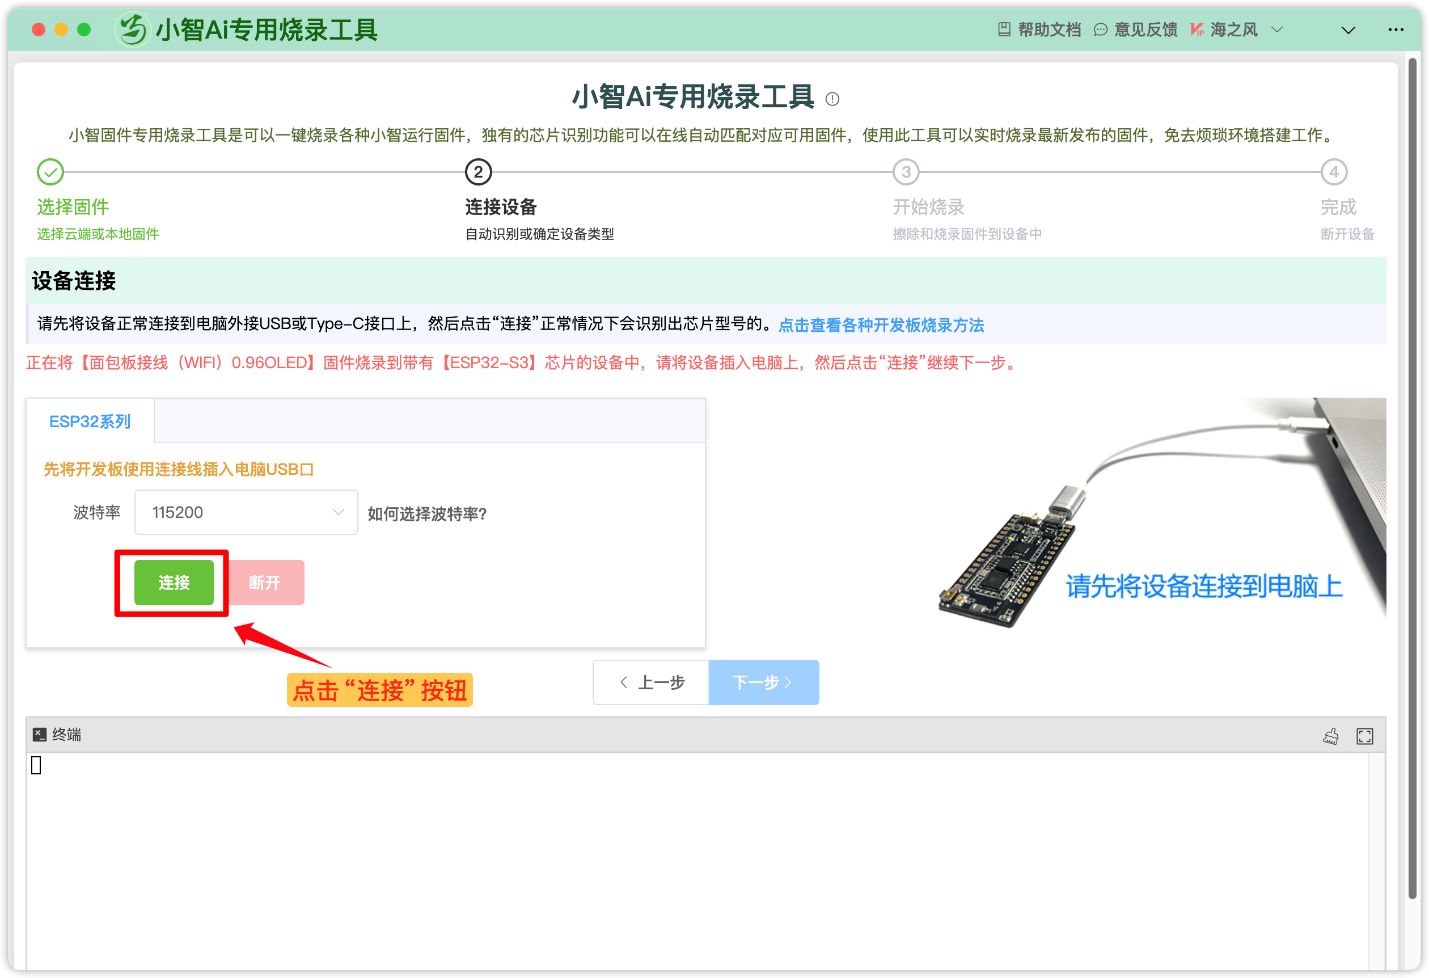 小智Ai专用烧录工具
帮助文档 意见反馈 海之风
小智Ai专用烧录工具
小智固件专用烧录工具是可以一键烧录各种小智运行固件，独有的芯片识别功能可以在线自动匹配对应可用固件，使用此工具可以实时烧录最新发布的固件，免去烦琐环境搭建工作。
2 3 4
选择固件 连接设备 开始烧录 完成
选择云端或本地固件 自动识别或确定设备类型 擦除和烧录固件到设备中 断开设备
设备连接
请先将设备正常连接到电脑外接USB或Type-C接口上，然后点击“连接”正常情况下会识别出芯片型号的。点击查看各种开发板烧录方法
正在将【面包板接线（WIFI）0.96OLED】固件烧录到带有【ESP32-S3】芯片的设备中，请将设备插入电脑上，然后点击“连接”继续下一步。
ESP32系列
先将开发板使用连接线插入电脑USB口
波特率 115200 如何选择波特率?
连接 断开
请先将设备连接到电脑上
点击“连接”按钮
上一步 下一步
终端